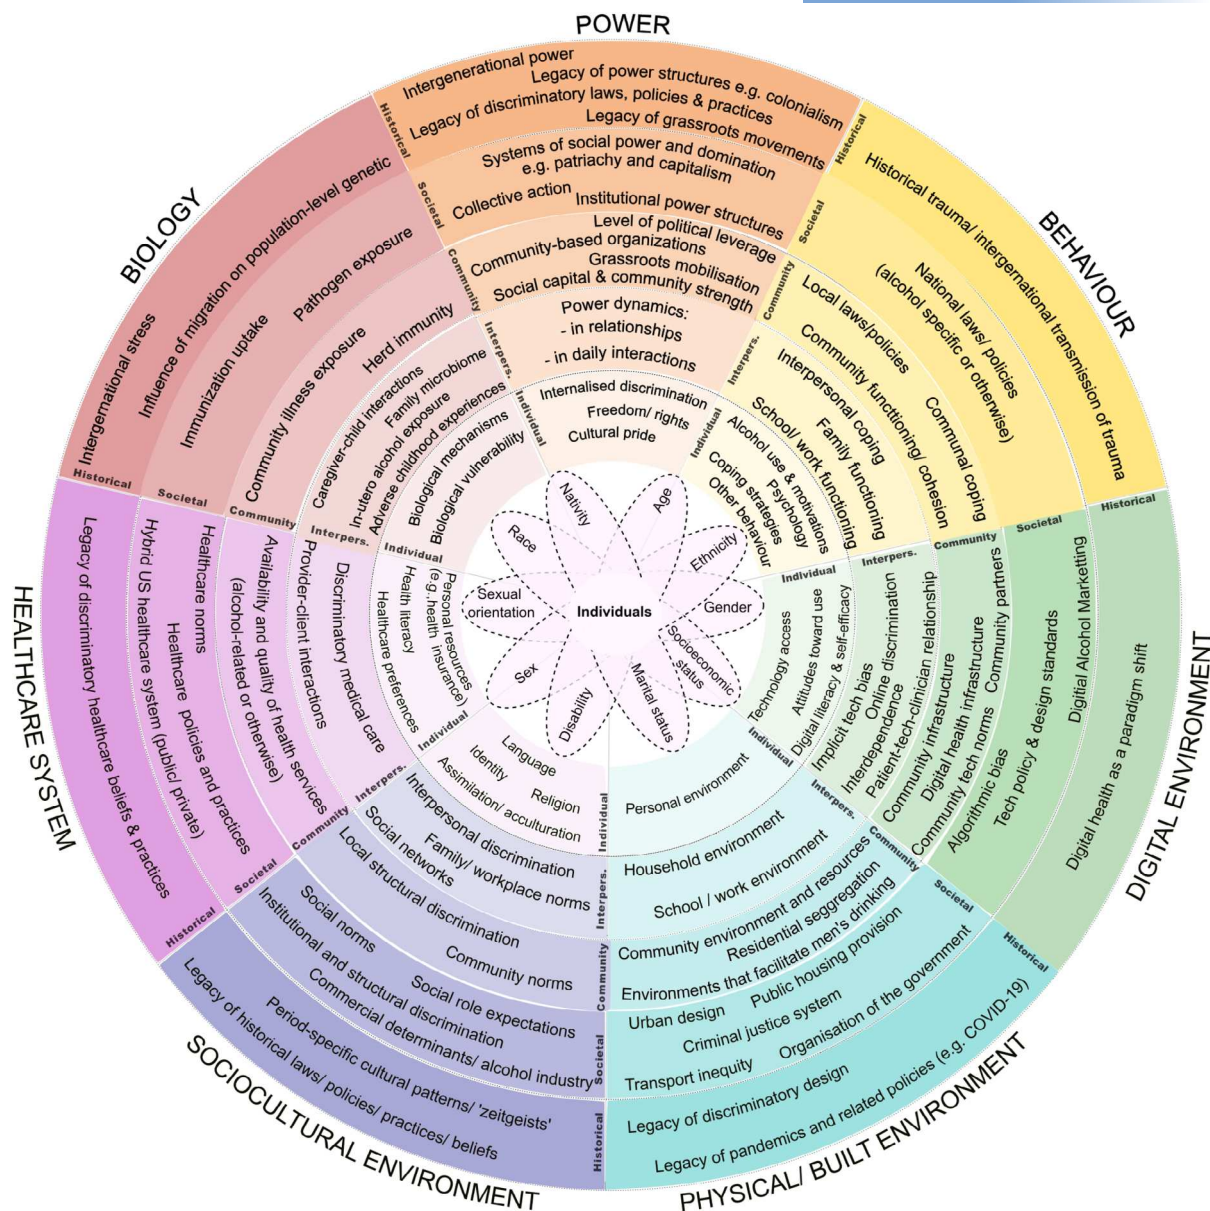 POWER
Intergenerational power
Legacy of power structures e.g. colonialism
Legacy of discriminatory laws, policies & practices
Legacy of grassroots movements
Historical
Systems of social power and domination
e.g. patriachy and capitalism
Collective action
Institutional power structures
Societal
Level of political leverage
Community-based organizations
Grassroots mobilisation
Social capital & community strength
Community
Power dynamics:
- in relationships
- in daily interactions
Interpers.
Internalised discrimination
Freedom/ rights
Cultural pride
Individual
BEHAVIOUR
Historical
Historical trauma/ intergernational transmission of trauma
Societal
National laws/ policies
(alcohol specific or otherwise)
Community
Local laws/policies
Community functioning/ cohesion
Communal coping
Interpers.
Interpersonal coping
Family functioning
School/ work functioning
Individual
Alcohol use & motivations
Psychology
Coping strategies
Other behaviour
DIGITAL ENVIRONMENT
Historical
Digital health as a paradigm shift
Societal
Digitial Alcohol Marketting
Tech policy & design standards
Algorithmic bias
Community
Community partners
Digital health infrastructure
Community tech norms
Community infrastructure
Interpers.
Patient-tech-clinician relationship
Online discrimination
Interdependence
Implicit tech bias
Individual
Digital literacy & self-efficacy
Attitudes toward use
Technology access
PHYSICAL/ BUILT ENVIRONMENT
Individual
Personal environment
Interpers.
Household environment
School / work environment
Community
Community environment and resources
Residential seggregation
Environments that facilitate men's drinking
Societal
Public housing provision
Urban design
Criminal justice system
Organisation of the government
Transport inequity
Historical
Legacy of discriminatory design
Legacy of pandemics and related policies (e.g. COVID-19)
SOCIOCULTURAL ENVIRONMENT
Individual
Language
Identity
Religion
Assimilation/ acculturation
Interpers.
Interpersonal discrimination
Family/ workplace norms
Social networks
Community
Local structural discrimination
Community norms
Societal
Social norms
Social role expectations
Institutional and structural discrimination
Commercial determinants/ alcohol industry
Historical
Period-specific cultural patterns/ 'zeitgeists'
Legacy of historical laws/ policies/ practices/ beliefs
HEALTHCARE SYSTEM
Individual
Personal resources
(e.g., health insurance)
Health literacy
Healthcare preferences
Interpers.
Discriminatory medical care
Provider-client interactions
Community
Availability and quality of health services
(alcohol-related or otherwise)
Societal
Healthcare norms
Healthcare policies and practices
Hybrid US healthcare system (public/ private)
Historical
Legacy of discriminatory healthcare beliefs & practices
BIOLOGY
Historical
Intergernational stress
Influence of migration on population-level genetic
Societal
Immunization uptake
Pathogen exposure
Community
Community illness exposure
Herd immunity
Interpers.
Caregiver-child interactions
Family microbiome
In-utero alcohol exposure
Adverse childhood experiences
Individual
Biological mechanisms
Biological vulnerability
Individuals
Nativity
Age
Ethnicity
Gender
Socioeconomic
status
Marital status
Disability
Sex
Sexual
orientation
Race
Historical
Societal
Community
Interpers.
Individual